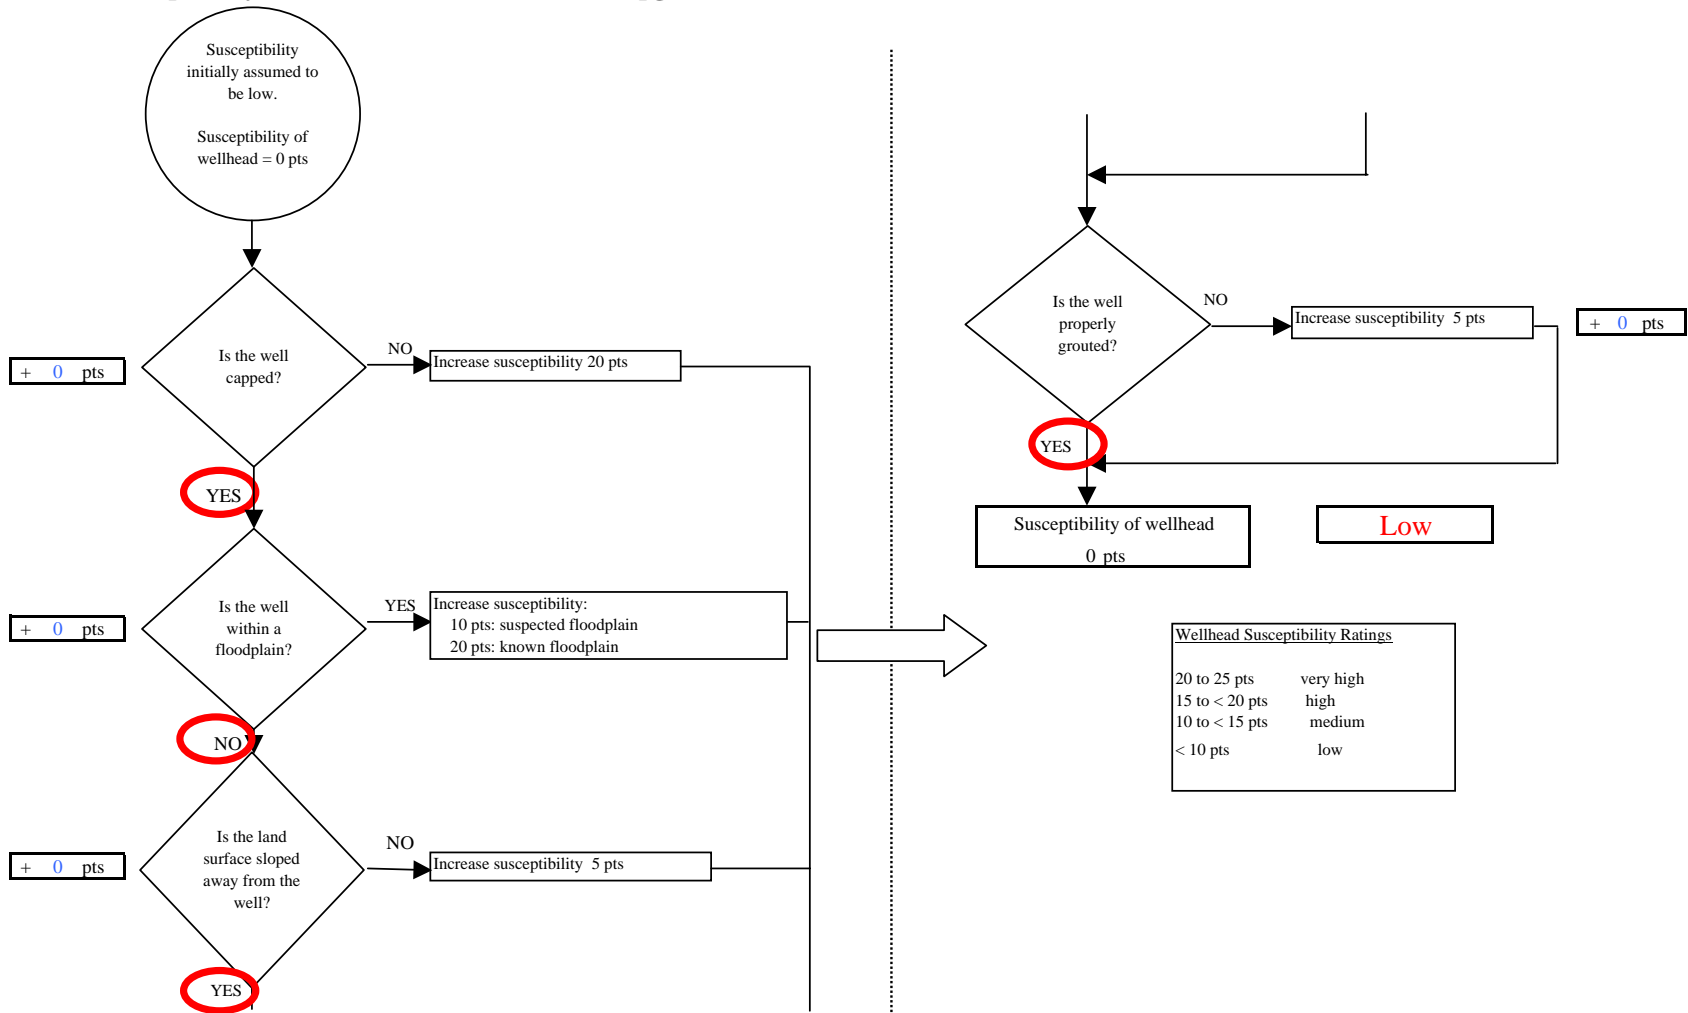 Susceptibility
initially assumed to
be low.
Susceptibility of
wellhead = 0 pts
Is the well
capped?
NO
Increase susceptibility 20 pts
+ 0 pts
YES
Is the well
within a
floodplain?
YES
Increase susceptibility:
10 pts: suspected floodplain
20 pts: known floodplain
+ 0 pts
NO
Is the land
surface sloped
away from the
well?
NO
Increase susceptibility 5 pts
+ 0 pts
YES
Is the well
properly
grouted?
NO
Increase susceptibility 5 pts
+ 0 pts
YES
Susceptibility of wellhead
0 pts
Low
Wellhead Susceptibility Ratings
20 to 25 pts very high
15 to < 20 pts high
10 to < 15 pts medium
< 10 pts low